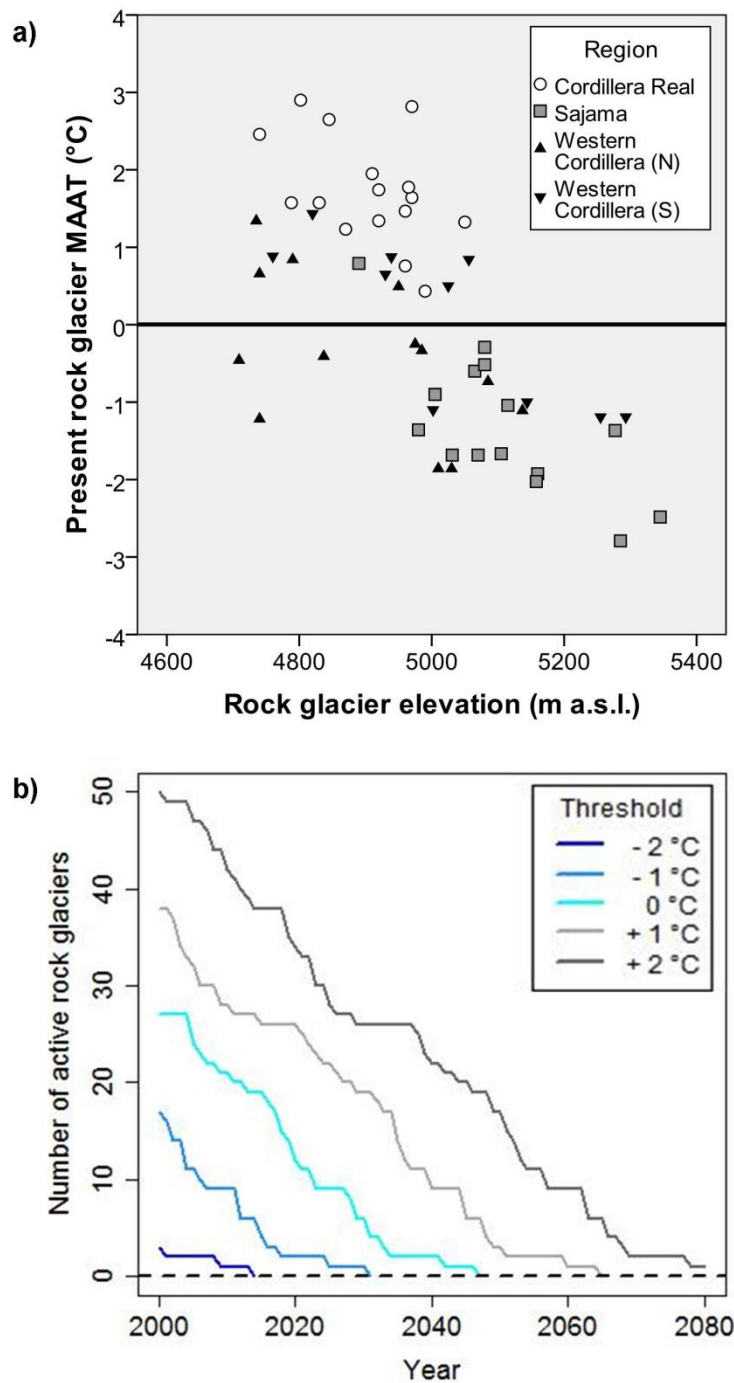 a)
Present rock glacier MAAT (°C)
4
3
2
1
0
-1
-2
-3
-4
Region
Cordillera Real
Sajama
Western
Cordillera (N)
Western
Cordillera (S)
4600
4800
5000
5200
5400
Rock glacier elevation (m a.s.l.)
b)
Number of active rock glaciers
50
40
30
20
10
0
Threshold
- 2 °C
- 1 °C
0 °C
+ 1 °C
+ 2 °C
2000
2020
2040
2060
2080
Year